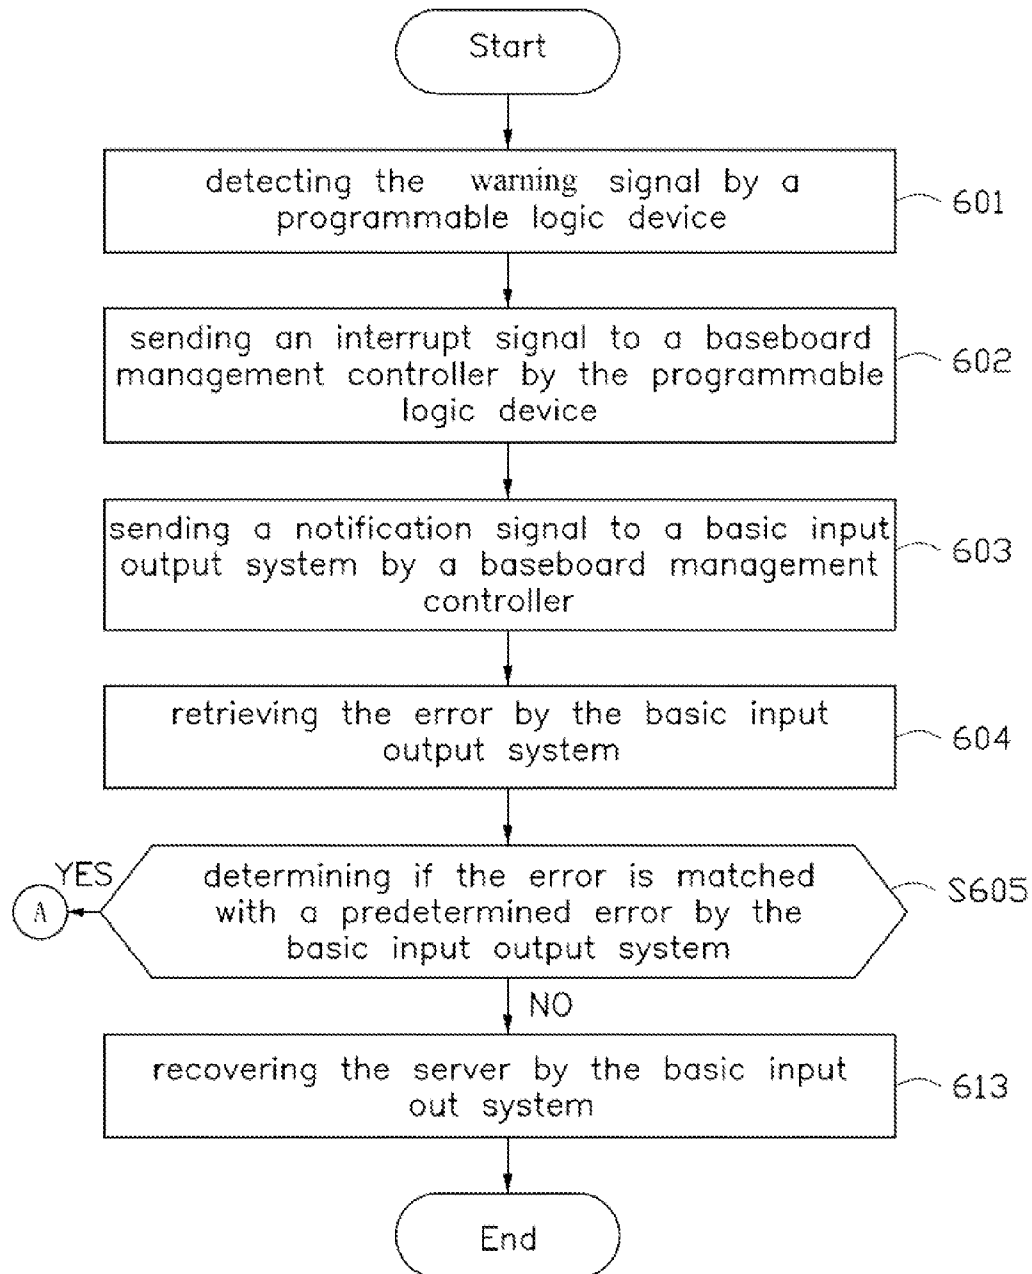 Start
detecting the warning signal by a
programmable logic device
601
sending an interrupt signal to a baseboard
management controller by the programmable
logic device
602
sending a notification signal to a basic input
output system by a baseboard management
controller
603
retrieving the error by the basic input
output system
604
YES
A
determining if the error is matched
with a predetermined error by the
basic input output system
S605
NO
recovering the server by the basic input
out system
613
End